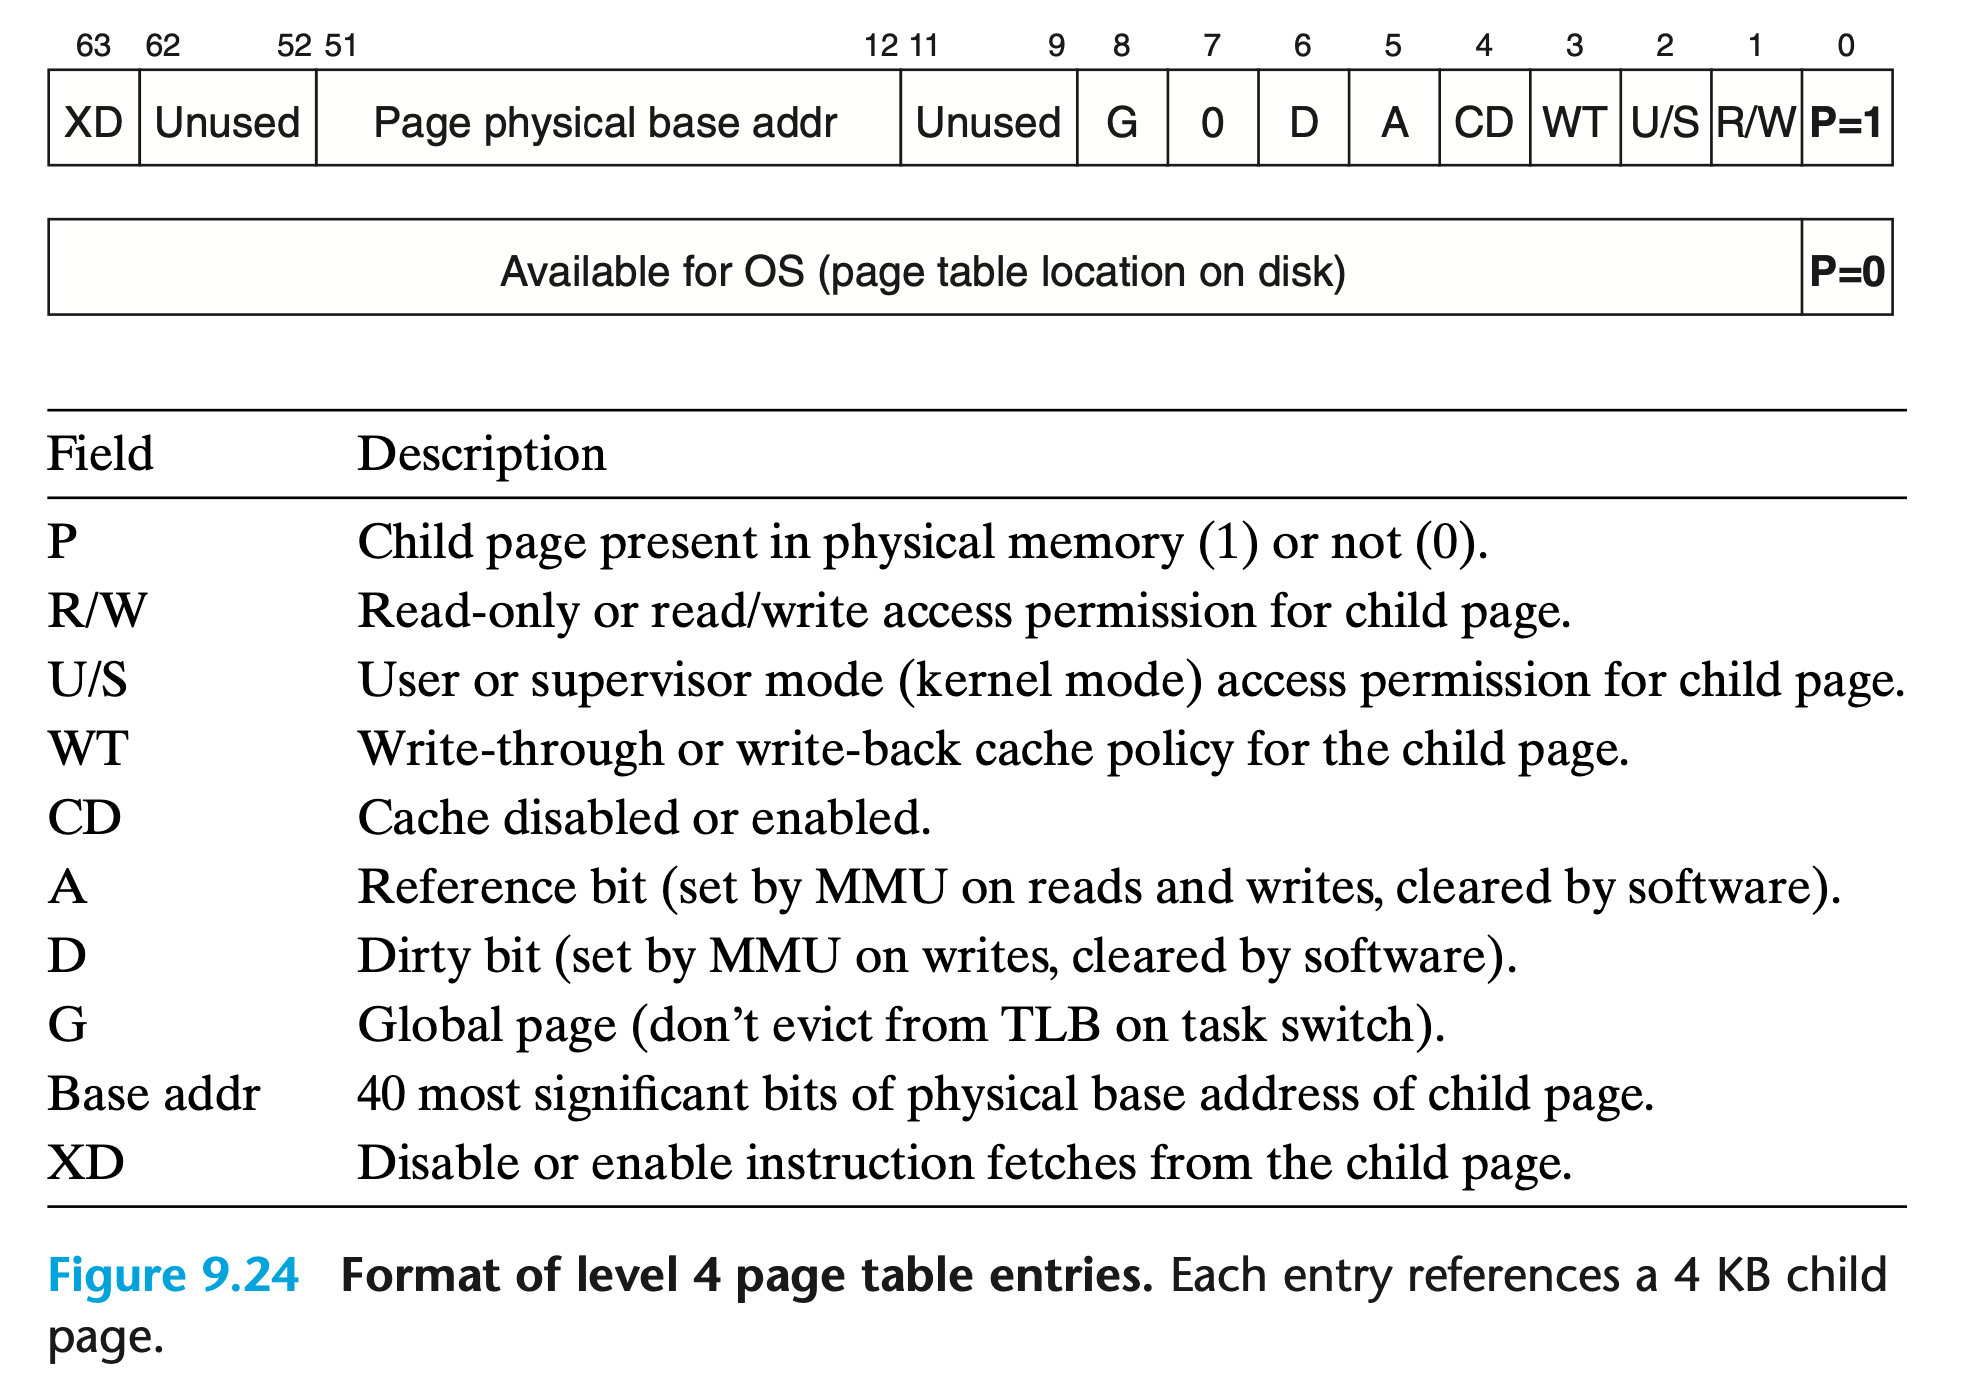 63 62 52 51 12 11 9 8 7 6 5 4 3 2 1 0
XD Unused Page physical base addr Unused G 0 D A CD WT U/S R/W P=1
Available for OS (page table location on disk) P=0
Field Description
P Child page present in physical memory (1) or not (0).
R/W Read-only or read/write access permission for child page.
U/S User or supervisor mode (kernel mode) access permission for child page.
WT Write-through or write-back cache policy for the child page.
CD Cache disabled or enabled.
A Reference bit (set by MMU on reads and writes, cleared by software).
D Dirty bit (set by MMU on writes, cleared by software).
G Global page (don’t evict from TLB on task switch).
Base addr 40 most significant bits of physical base address of child page.
XD Disable or enable instruction fetches from the child page.
Figure 9.24 Format of level 4 page table entries. Each entry references a 4 KB child
page.